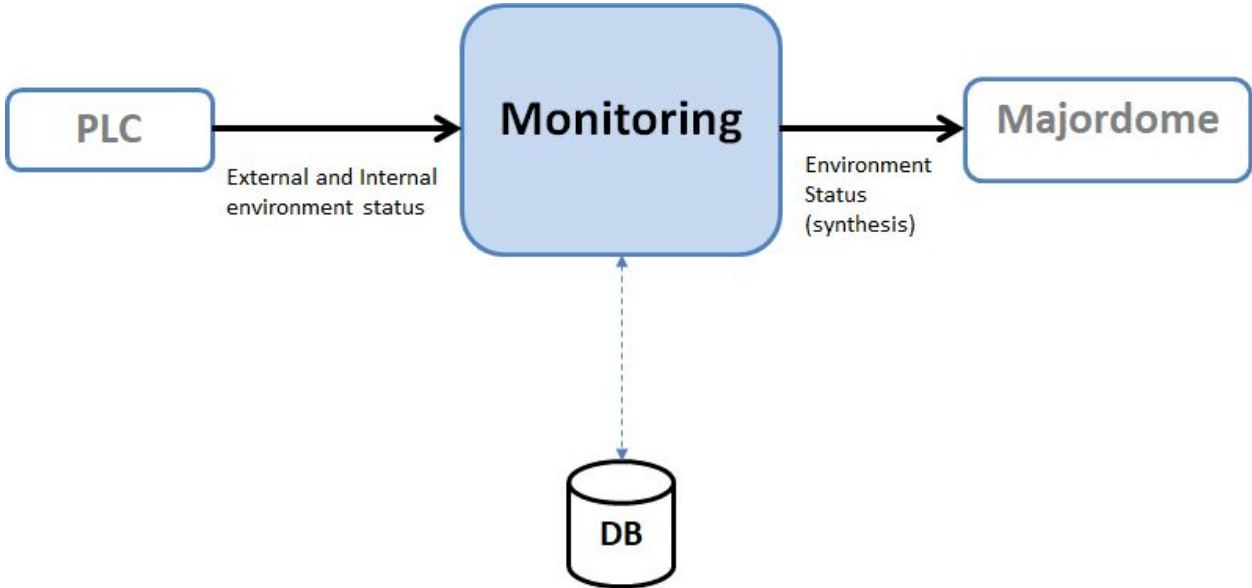 PLC
External and Internal
environment status
Monitoring
Environment
Status
(synthesis)
Majordome
DB